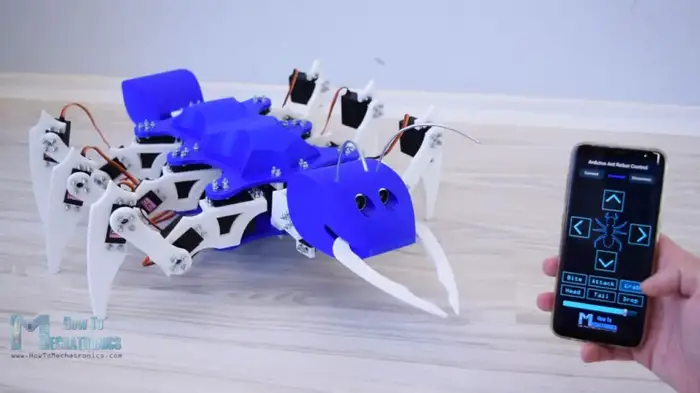 Arduino Ant Robot Control
Connect
Disconnect
Bite Attack Grab
Head Tail Drop
How To
M
How To
Mechatronics
www.HowToMechatronics.com